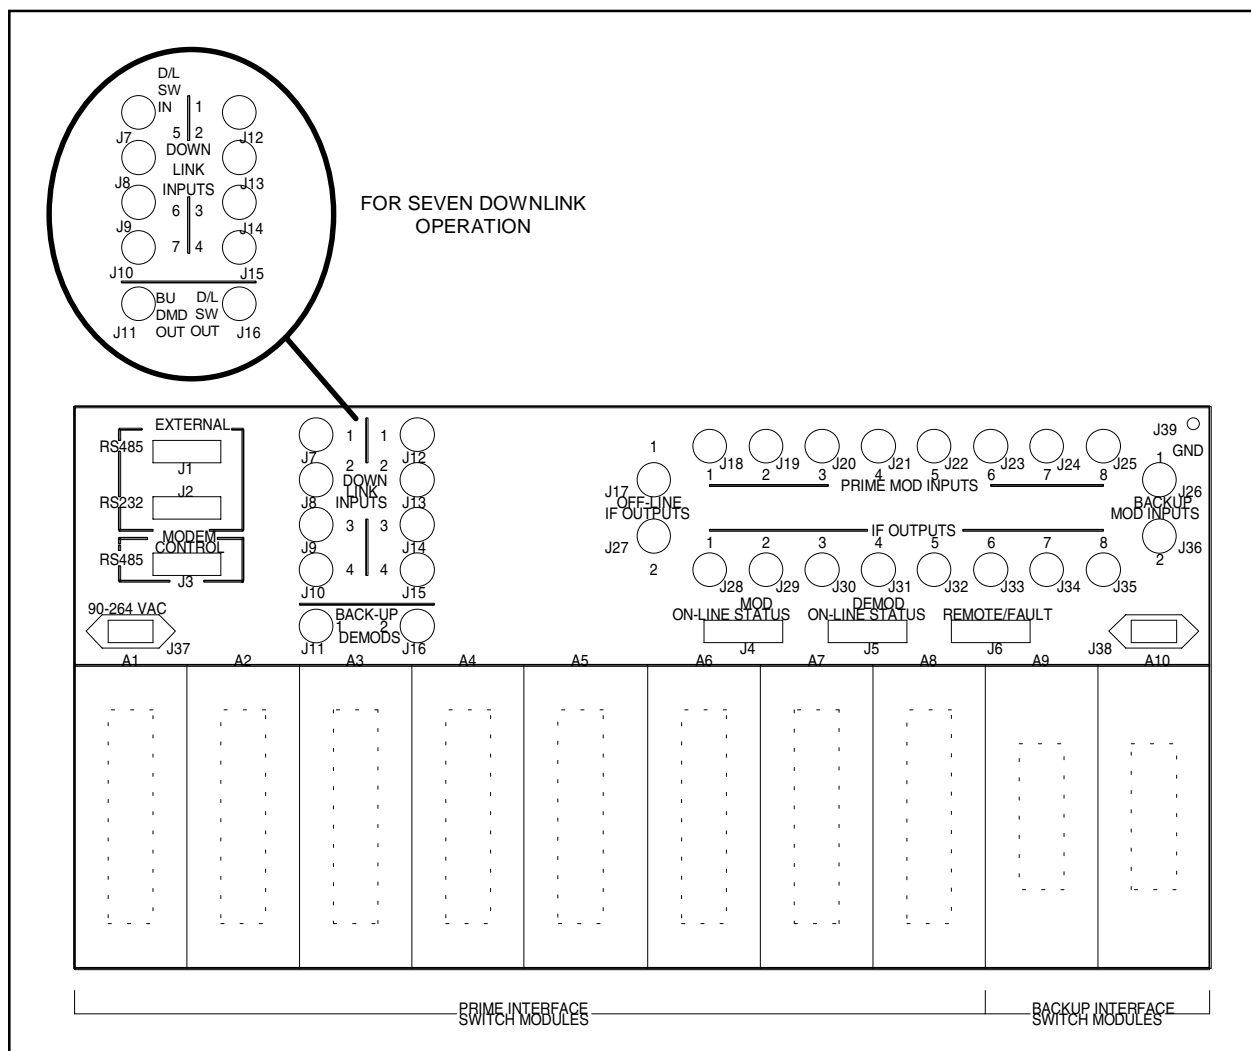 D/L
SW
IN 1
J7 5 2 J12
DOWN
LINK
J8 J13
INPUTS
6 3
J9 J14
7 4
J10 J15
BU D/L
DMD SW
J11 OUT OUT J16
FOR SEVEN DOWNLINK
OPERATION
EXTERNAL
RS485
J1
J2
RS232
MODEM
CONTROL
RS485
J3
90-264 VAC
J37
1 1
J7 J12
2 2
DOWN
LINK
INPUTS
J8 J13
3 3
J9 J14
4 4
J10 J15
BACK-UP
1 2
DEMODS
J11 J16
1
J17
OFF-LINE
IF OUTPUTS
J27
2
J18 J19 J20 J21 J22 J23 J24 J25
1 2 3 4 5 6 7 8
PRIME MOD INPUTS
IF OUTPUTS
1 2 3 4 5 6 7 8
J28 J29 J30 J31 J32 J33 J34 J35
J39
GND
1
J26
BACKUP
MOD INPUTS
J36
2
MOD
ON-LINE STATUS
J4
DEMOD
ON-LINE STATUS
J5
REMOTE/FAULT
J6
J38
A1 A2 A3 A4 A5 A6 A7 A8 A9 A10
PRIME INTERFACE
SWITCH MODULES
BACKUP INTERFACE
SWITCH MODULES